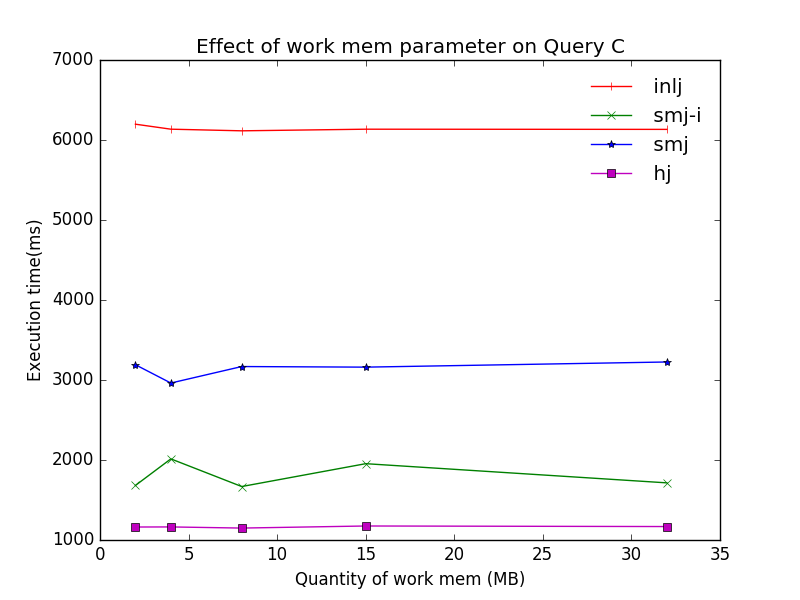 Effect of work mem parameter on Query C
7000
6000
5000
4000
3000
2000
1000
Execution time(ms)
inlj
smj-i
smj
hj
0 5 10 15 20 25 30 35
Quantity of work mem (MB)